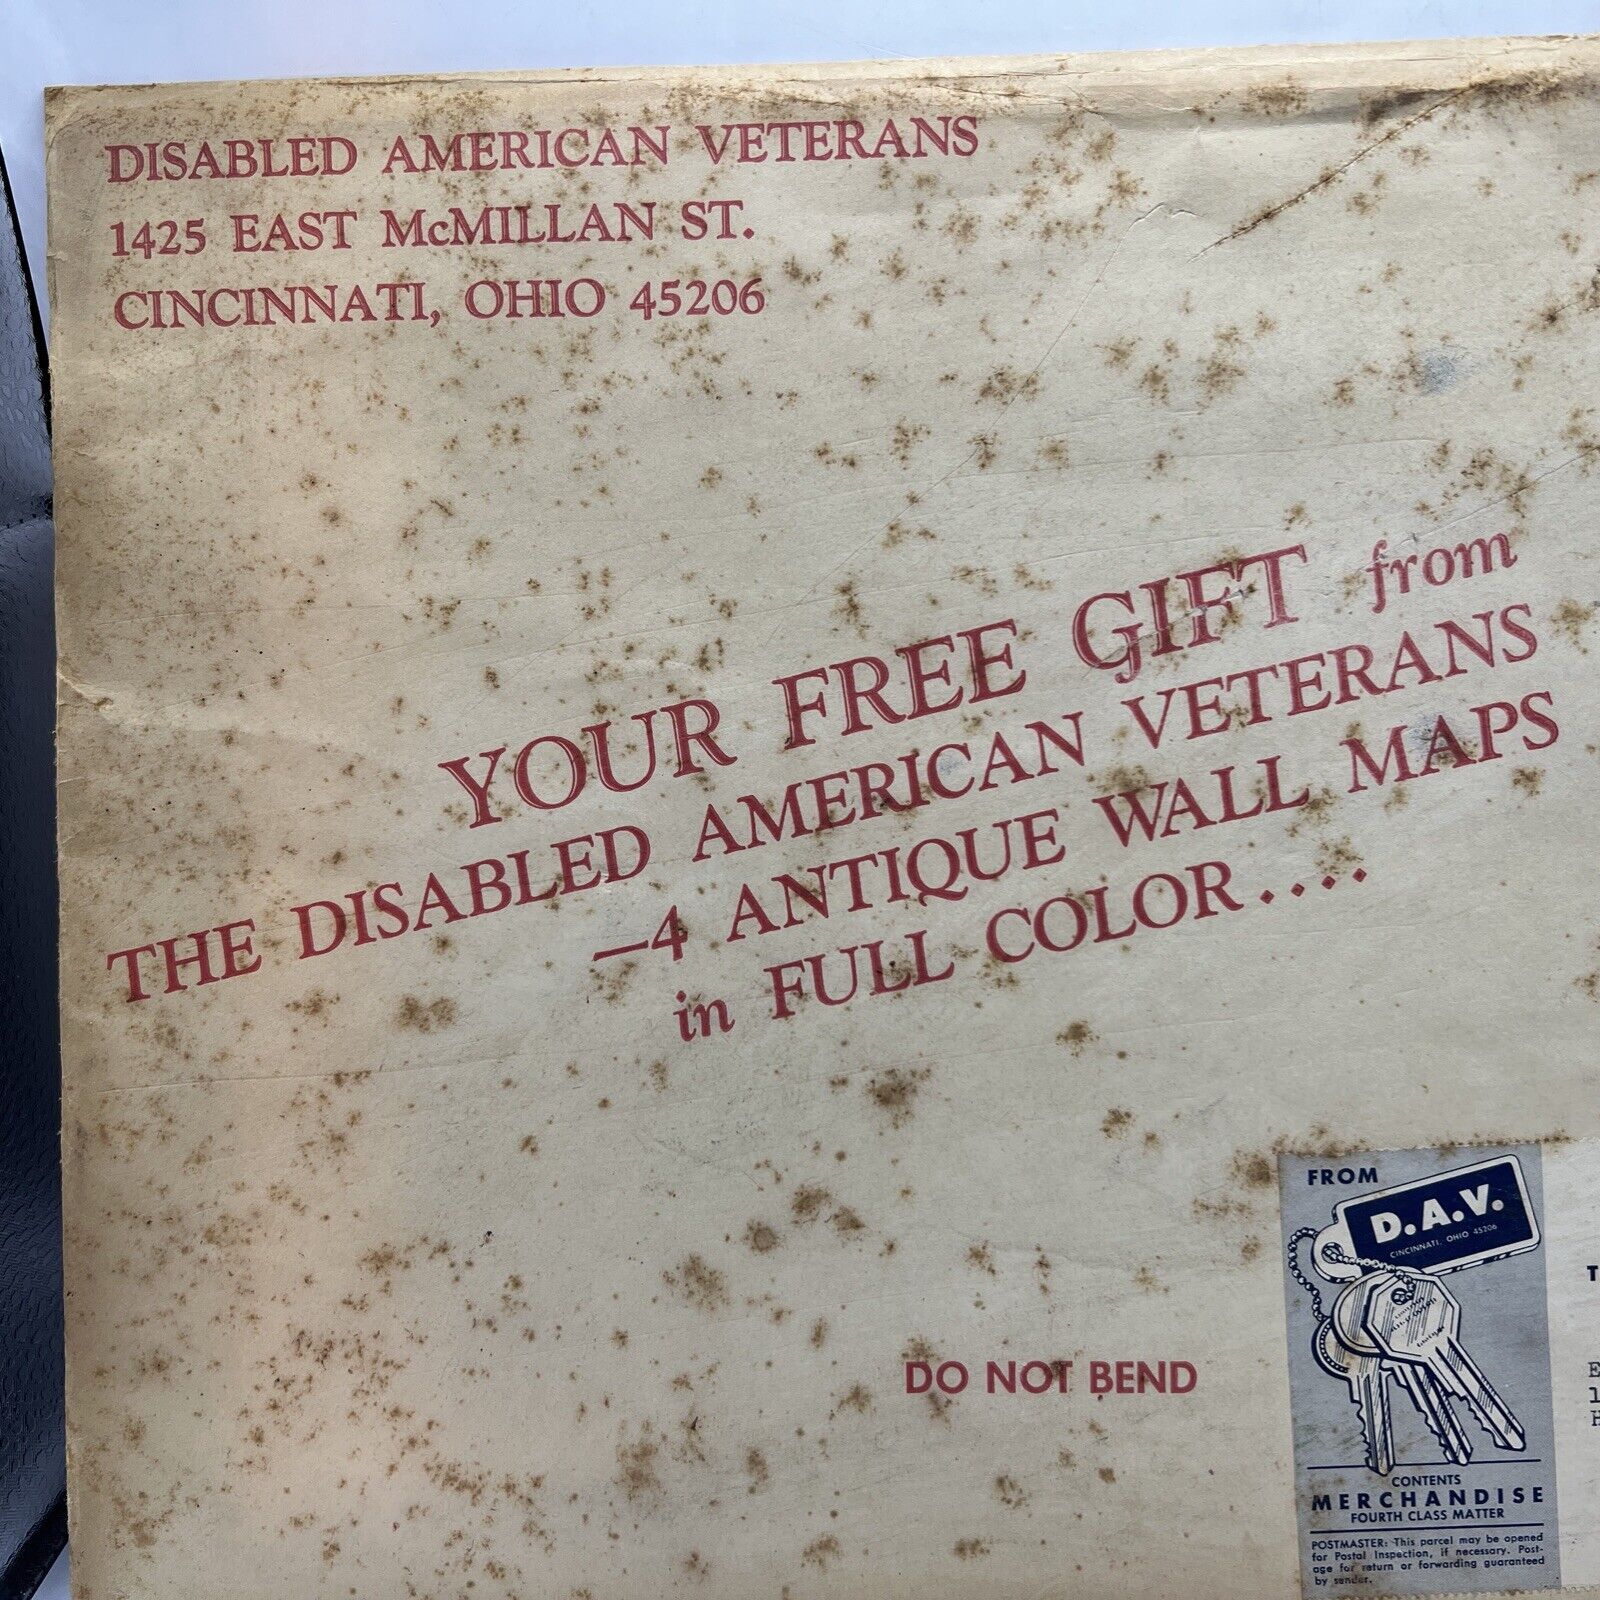 DISABLED AMERICAN VETERANS
1425 EAST McMILLAN ST.
CINCINNATI, OHIO 45206
YOUR FREE GIFT from
THE DISABLED AMERICAN VETERANS
—4 ANTIQUE WALL MAPS
in FULL COLOR....
DO NOT BEND
FROM
D.A.V.
CINCINNATI, OHIO 45206
CONTENTS
MERCHANDISE
FOURTH CLASS MATTER
POSTMASTER: This parcel may be opened
for Postal Inspection, if necessary. Post-
age for return or forwarding guaranteed
by sender.
T
E
1
H